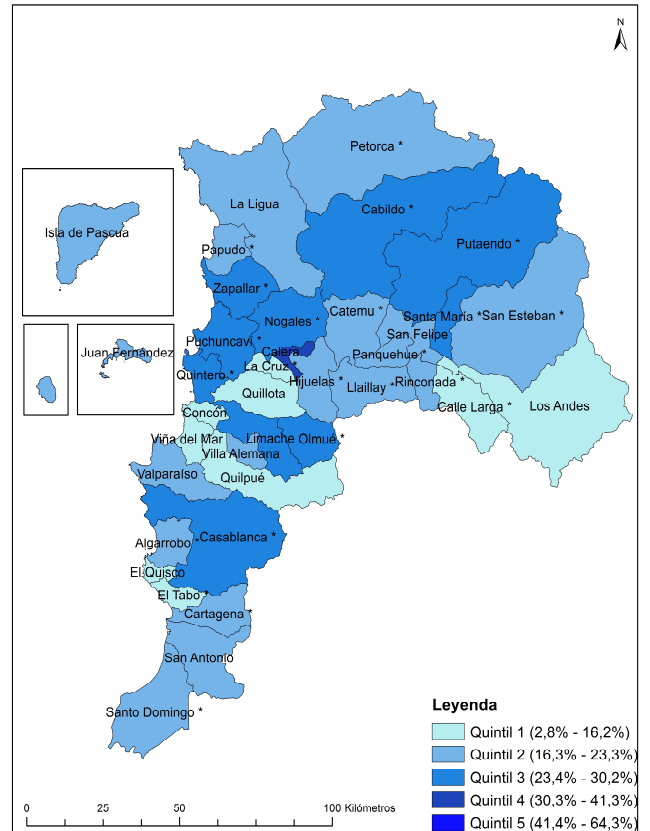 N
Petorca *
La Ligua
Cabildo *
Isla de Pascua
Putaendo *
Papudo *
Zapallar *
Catemu *
Nogales *
Santa María *
San Esteban *
San Felipe
Puchuncaví *
Calera
Juan Fernández
Panquehue *
La Cruz *
Quintero *
Hijuelas *
Llaillay *
Rinconada *
Quillota
Calle Larga *
Los Andes
Concón *
Viña del Mar
Limache
Olmué *
Villa Alemana
Valparaíso
Quilpué
Algarrobo *
Casablanca *
El Quisco
El Tabo *
Cartagena *
San Antonio
Santo Domingo *
Leyenda
Quintil 1 (2,8% - 16,2%)
Quintil 2 (16,3% - 23,3%)
Quintil 3 (23,4% - 30,2%)
Quintil 4 (30,3% - 41,3%)
Quintil 5 (41,4% - 64,3%)
0 50 100 Kilómetros